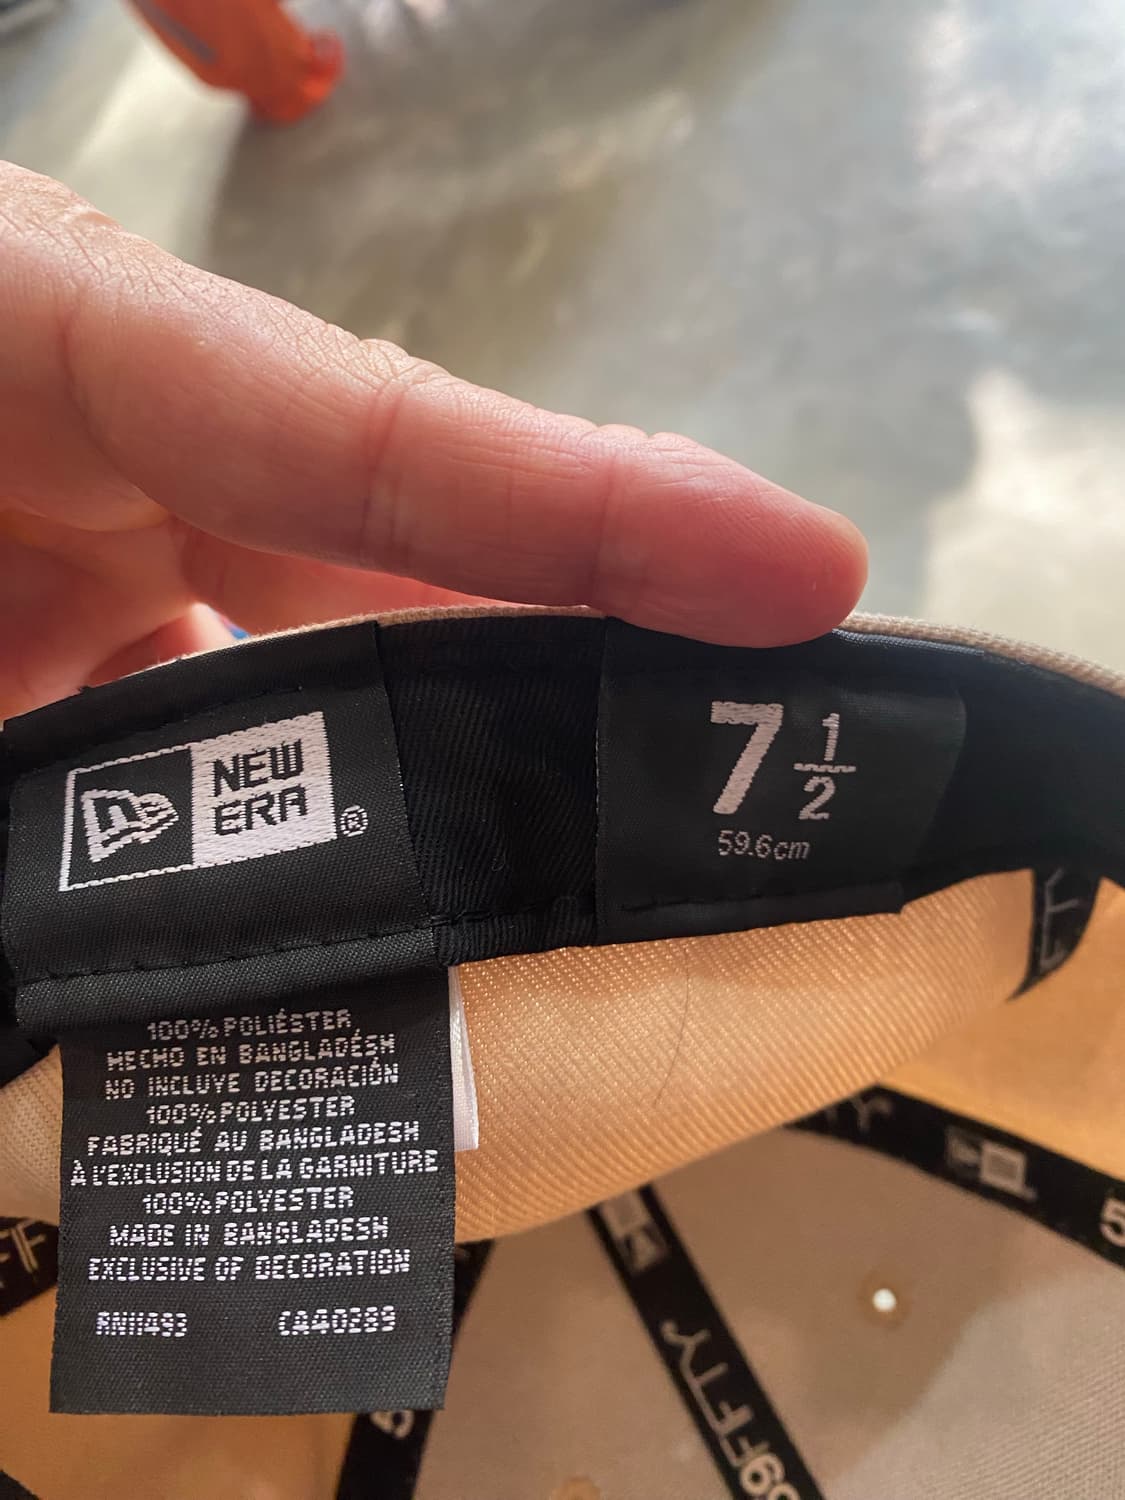 NEW
ERA
®
7 1/2
59.6cm
100% POLIÉSTER
HECHO EN BANGLADÉSH
NO INCLUYE DECORACIÓN
100% POLYESTER
FABRIQUÉ AU BANGLADESH
À L'EXCLUSION DE LA GARNITURE
100% POLYESTER
MADE IN BANGLADESH
EXCLUSIVE OF DECORATION
RN11493 CA40289
59FIFTY